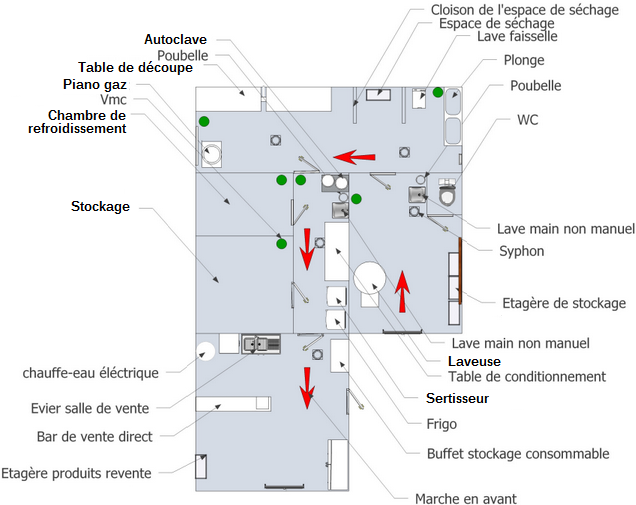 Cloison de l'espace de séchage
Espace de séchage
Lave faisselle
Autoclave
Poubelle
Plonge
Table de découpe
Piano gaz
Poubelle
Vmc
Chambre de
refroidissement
WC
Stockage
Lave main non manuel
Syphon
Etagère de stockage
Lave main non manuel
Laveuse
chauffe-eau éléctrique
Table de conditionnement
Sertisseur
Evier salle de vente
Frigo
Bar de vente direct
Buffet stockage consommable
Etagère produits revente
Marche en avant